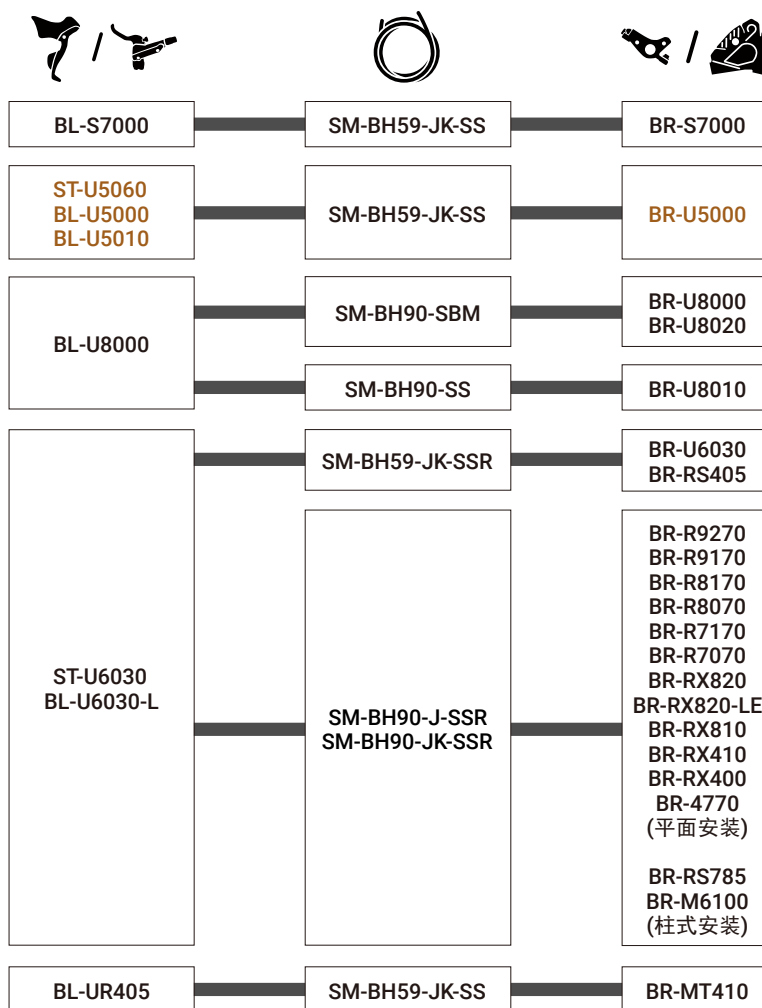 BL-S7000
SM-BH59-JK-SS
BR-S7000
ST-U5060
BL-U5000
BL-U5010
SM-BH59-JK-SS
BR-U5000
BL-U8000
SM-BH90-SBM
BR-U8000
BR-U8020
SM-BH90-SS
BR-U8010
ST-U6030
BL-U6030-L
SM-BH59-JK-SSR
BR-U6030
BR-RS405
SM-BH90-J-SSR
SM-BH90-JK-SSR
BR-R9270
BR-R9170
BR-R8170
BR-R8070
BR-R7170
BR-R7070
BR-RX820
BR-RX820-LE
BR-RX810
BR-RX410
BR-RX400
BR-4770
(平面安装)
BR-RS785
BR-M6100
(柱式安装)
BL-UR405
SM-BH59-JK-SS
BR-MT410